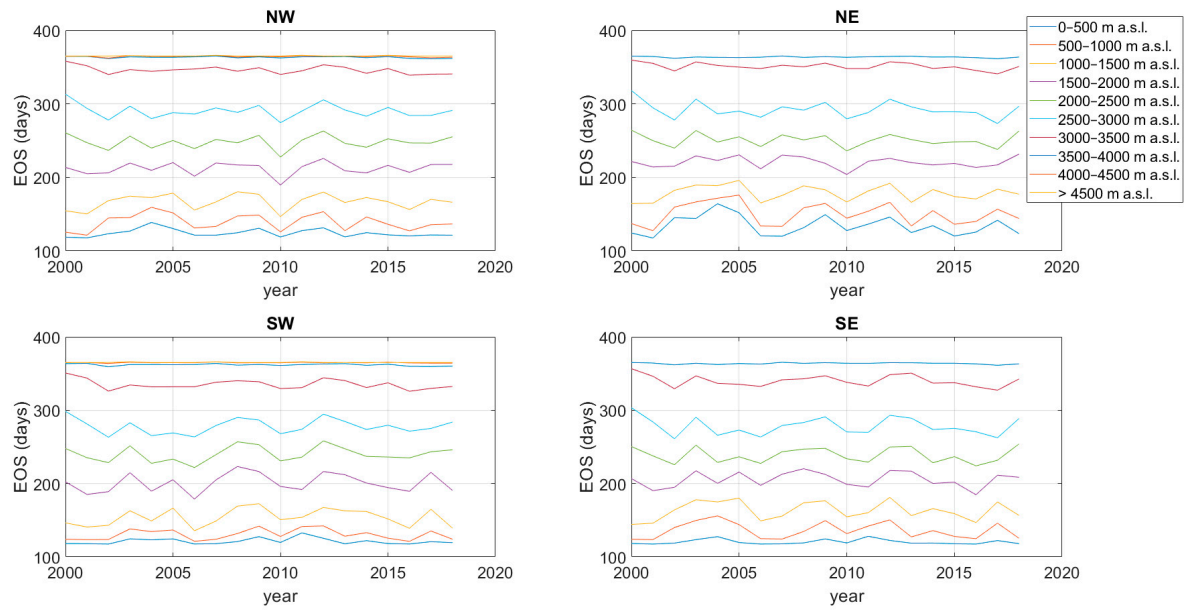 NW
400
300
200
100
EOS (days)
2000
2005
2010
2015
2020
year
NE
400
300
200
100
EOS (days)
2000
2005
2010
2015
2020
year
0–500 m a.s.l.
500–1000 m a.s.l.
1000–1500 m a.s.l.
1500–2000 m a.s.l.
2000–2500 m a.s.l.
2500–3000 m a.s.l.
3000–3500 m a.s.l.
3500–4000 m a.s.l.
4000–4500 m a.s.l.
> 4500 m a.s.l.
SW
400
300
200
100
EOS (days)
2000
2005
2010
2015
2020
year
SE
400
300
200
100
EOS (days)
2000
2005
2010
2015
2020
year